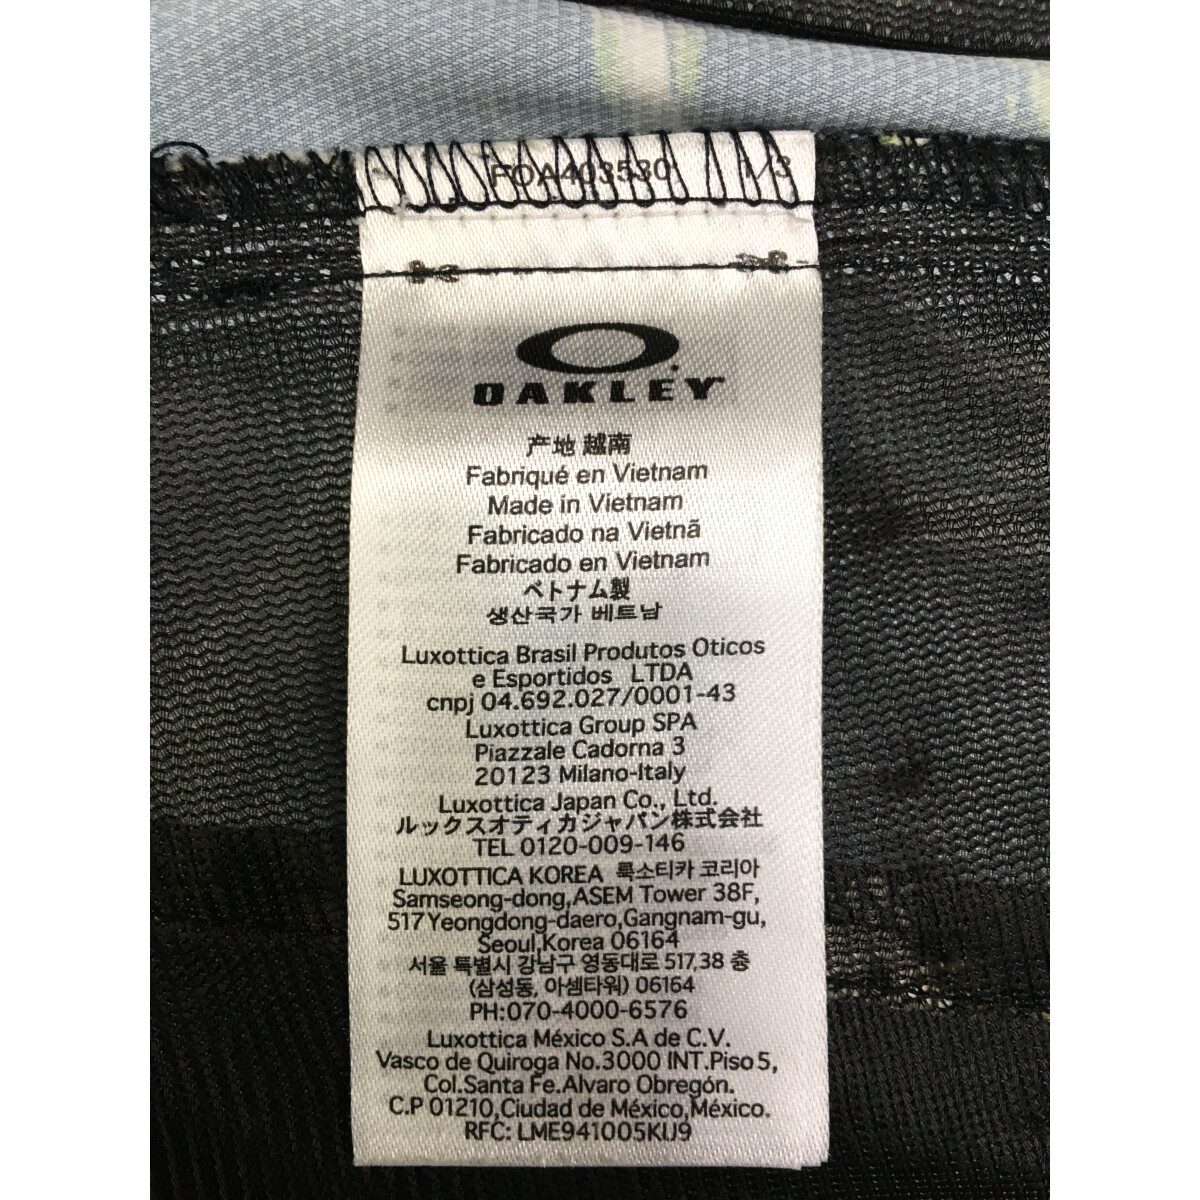 FOA403530 1/3
OAKLEY
产地 越南
Fabriqué en Vietnam
Made in Vietnam
Fabricado na Vietnã
Fabricado en Vietnam
ベトナム製
생산국가 베트남
Luxottica Brasil Produtos Oticos
e Esportidos LTDA
cnpj 04.692.027/0001-43
Luxottica Group SPA
Piazzale Cadorna 3
20123 Milano-Italy
Luxottica Japan Co., Ltd.
ルックスオティカジャパン株式会社
TEL 0120-009-146
LUXOTTICA KOREA 룩소티카 코리아
Samseong-dong,ASEM Tower 38F,
517 Yeongdong-daero,Gangnam-gu,
Seoul,Korea 06164
서울 특별시 강남구 영동대로 517,38 층
(삼성동, 아셈타워) 06164
PH:070-4000-6576
Luxottica México S.A de C.V.
Vasco de Quiroga No.3000 INT.Piso 5,
Col.Santa Fe.Alvaro Obregón.
C.P 01210,Ciudad de México,México.
RFC: LME941005KU9